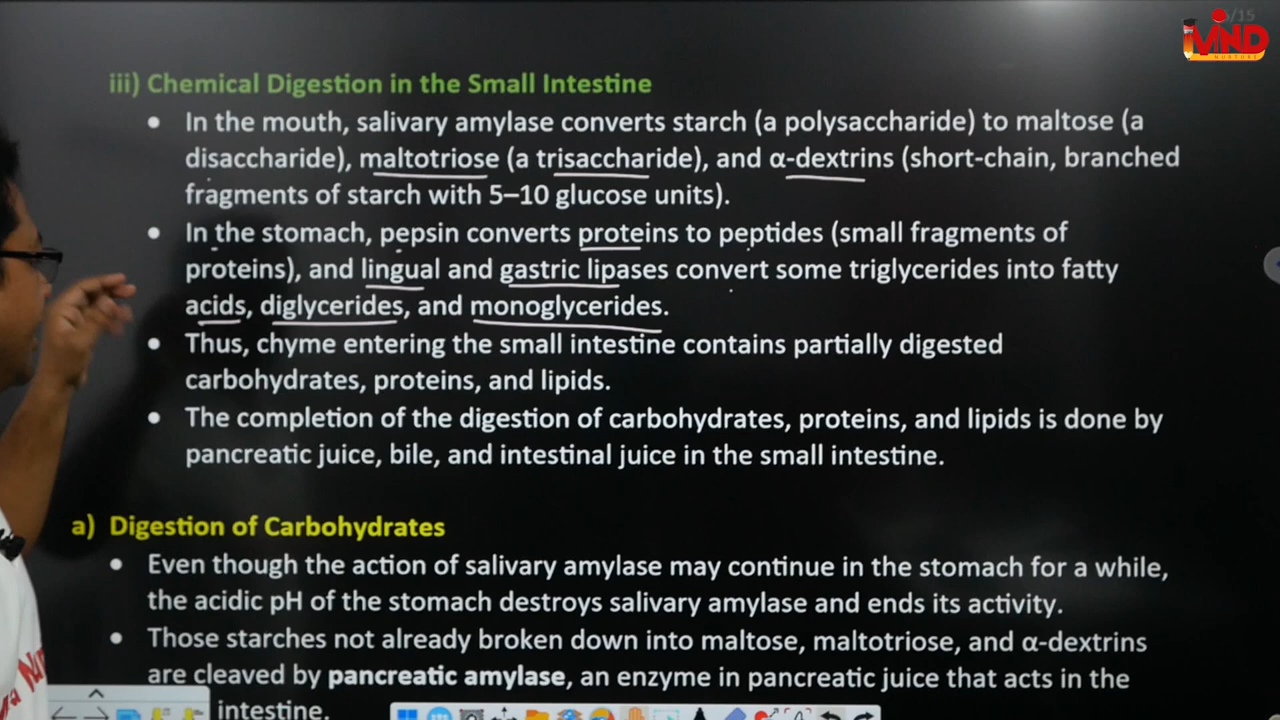 5/15
MND
NURTURE
iii) Chemical Digestion in the Small Intestine
• In the mouth, salivary amylase converts starch (a polysaccharide) to maltose (a
disaccharide), maltotriose (a trisaccharide), and α-dextrins (short-chain, branched
fragments of starch with 5–10 glucose units).
• In the stomach, pepsin converts proteins to peptides (small fragments of
proteins), and lingual and gastric lipases convert some triglycerides into fatty
acids, diglycerides, and monoglycerides.
• Thus, chyme entering the small intestine contains partially digested
carbohydrates, proteins, and lipids.
• The completion of the digestion of carbohydrates, proteins, and lipids is done by
pancreatic juice, bile, and intestinal juice in the small intestine.
a) Digestion of Carbohydrates
• Even though the action of salivary amylase may continue in the stomach for a while,
the acidic pH of the stomach destroys salivary amylase and ends its activity.
• Those starches not already broken down into maltose, maltotriose, and α-dextrins
are cleaved by pancreatic amylase, an enzyme in pancreatic juice that acts in the
intestine.